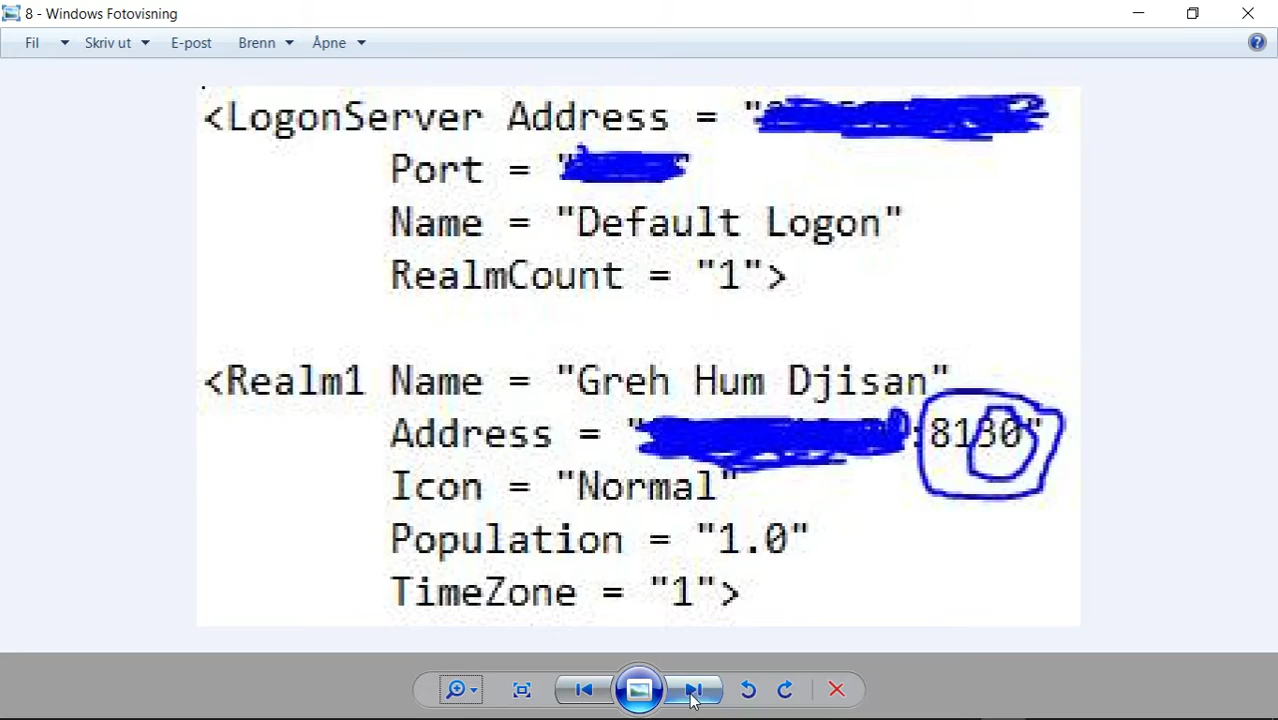 8 - Windows Fotovisning
Fil Skriv ut E-post Brenn Åpne
<LogonServer Address = "
Port = " "
Name = "Default Logon"
RealmCount = "1">
<Realm1 Name = "Greh Hum Djisan"
Address = " :8130"
Icon = "Normal"
Population = "1.0"
TimeZone = "1">